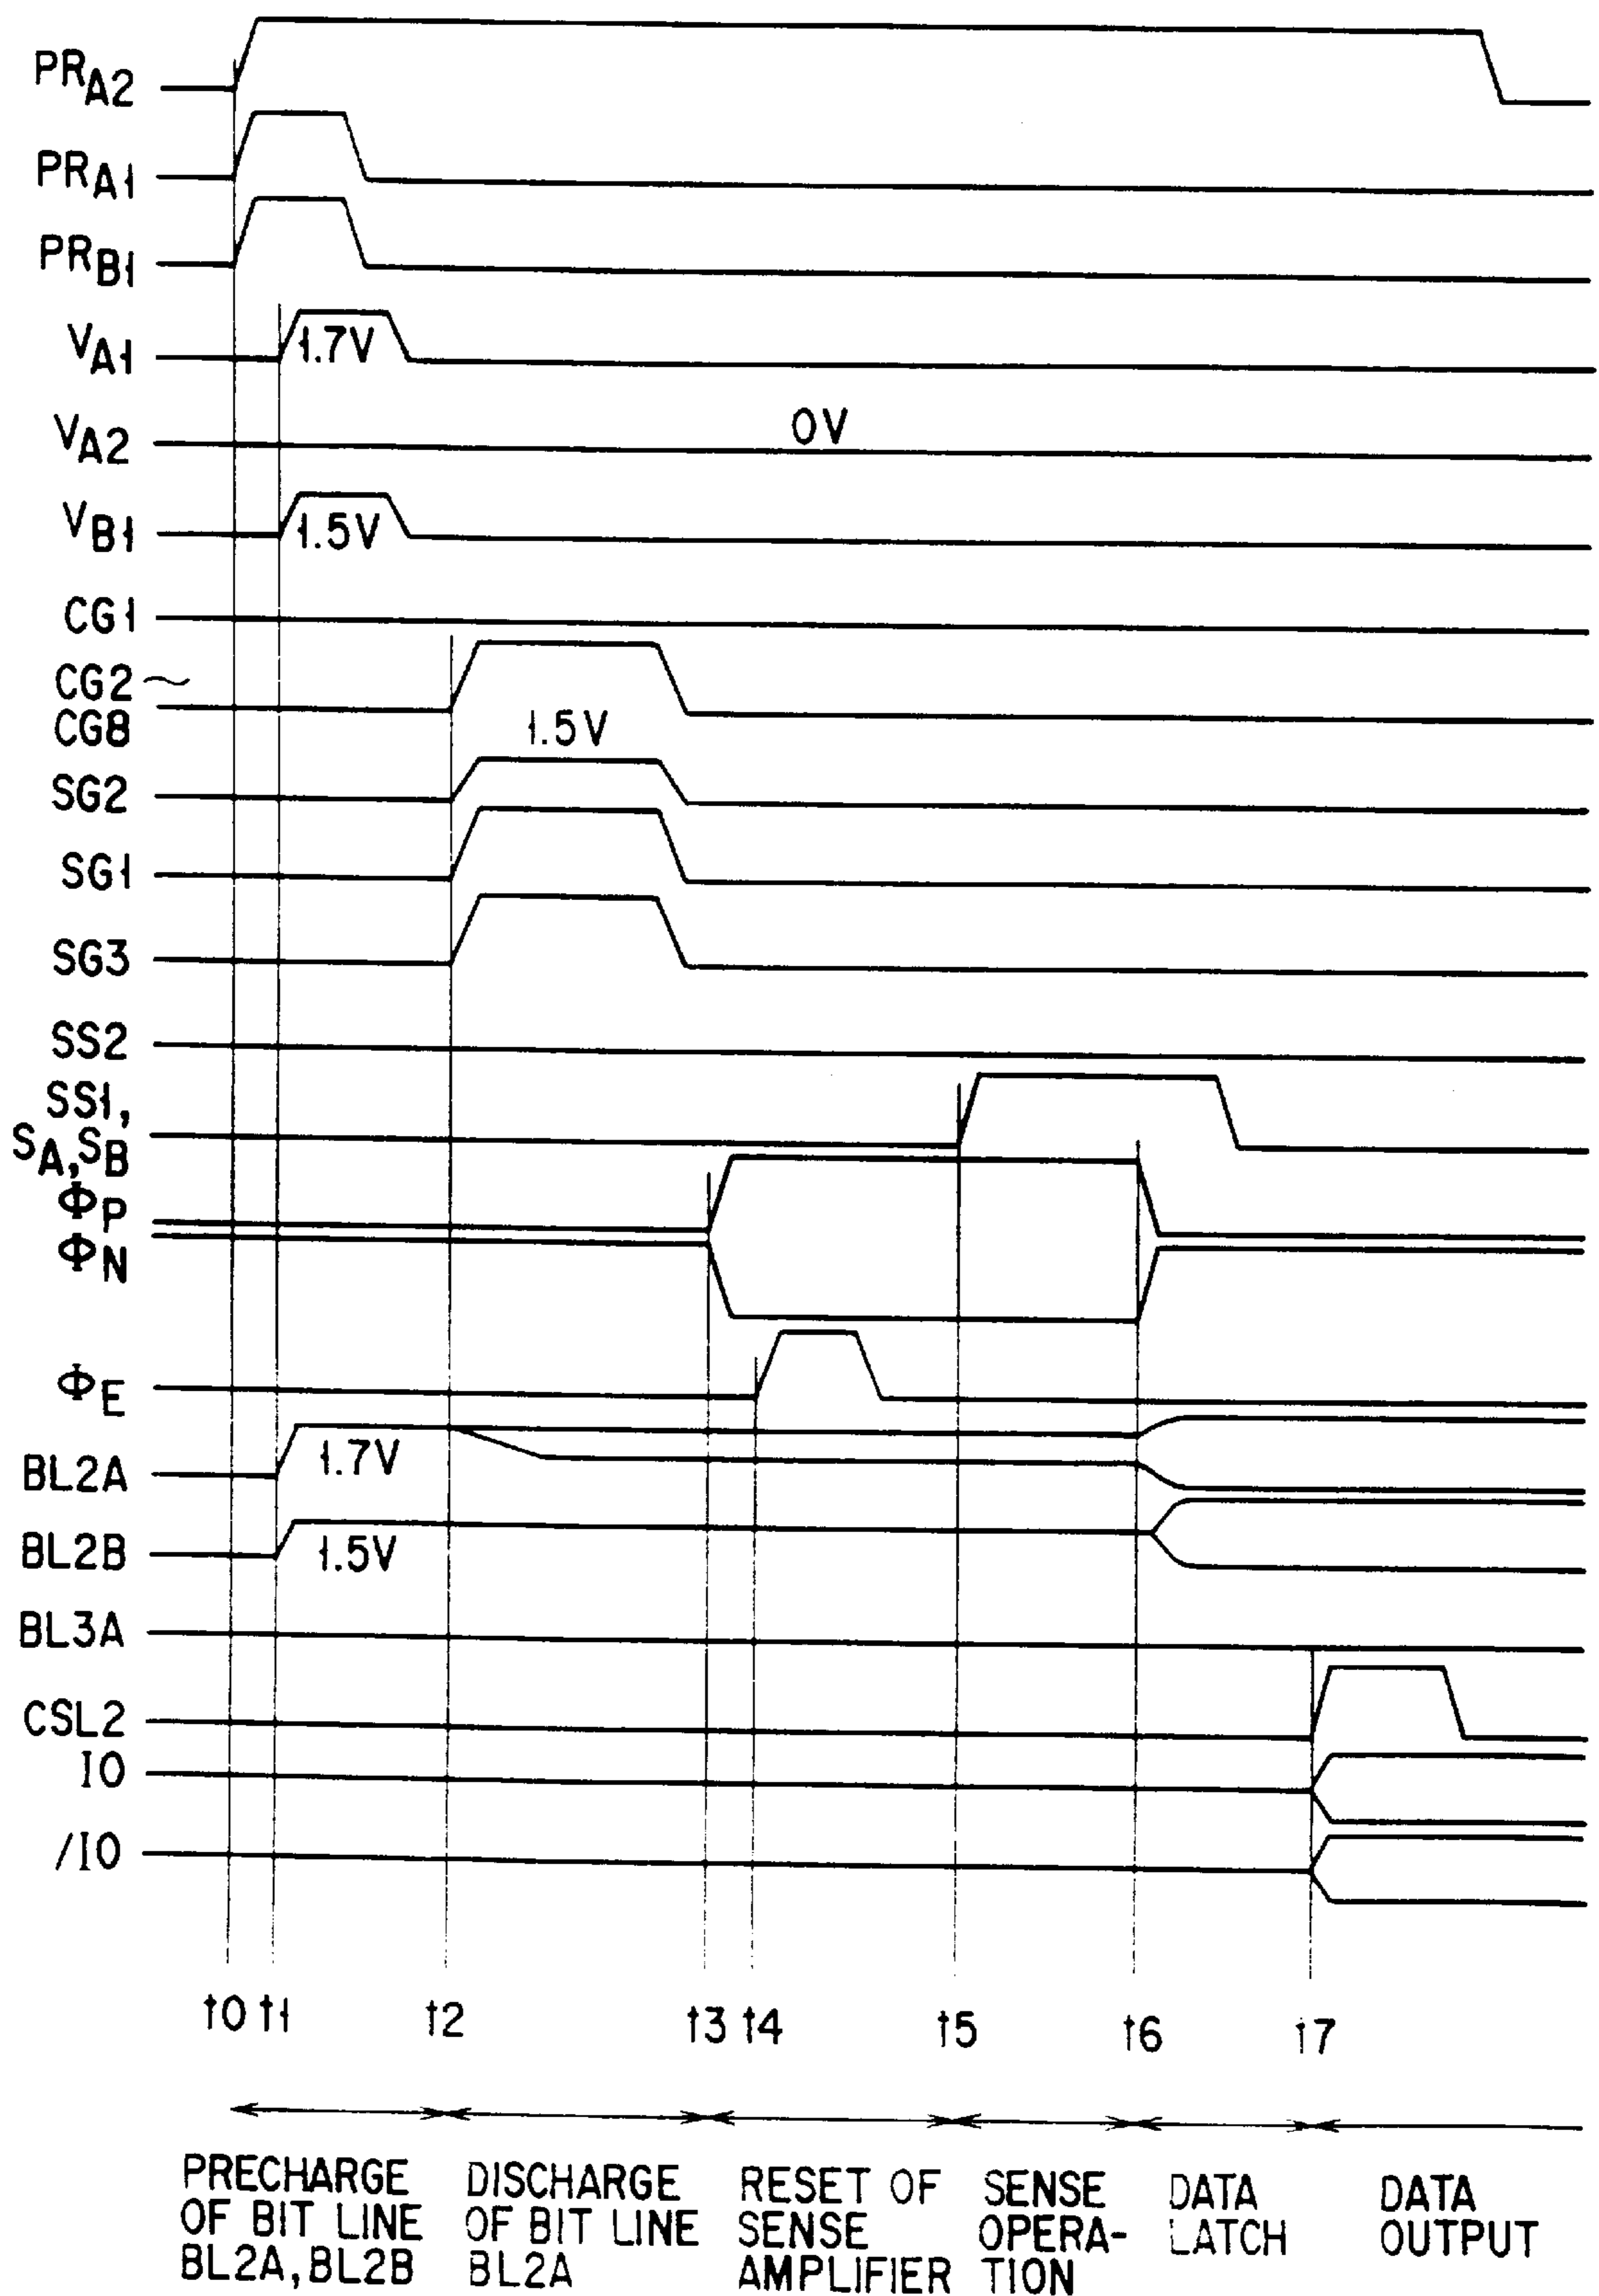 PRA2
PRA1
PRB1
VA1
1.7V
VA2
0V
VB1
1.5V
CG1
CG2~
CG8
1.5V
SG2
SG1
SG3
SS2
SS1,
SA,SB
ΦP
ΦN
ΦE
BL2A
1.7V
BL2B
1.5V
BL3A
CSL2
IO
/IO
t0 t1 t2 t3 t4 t5 t6 t7
PRECHARGE
OF BIT LINE
BL2A, BL2B
DISCHARGE
OF BIT LINE
BL2A
RESET OF
SENSE
AMPLIFIER
SENSE
OPERA-
TION
DATA
LATCH
DATA
OUTPUT